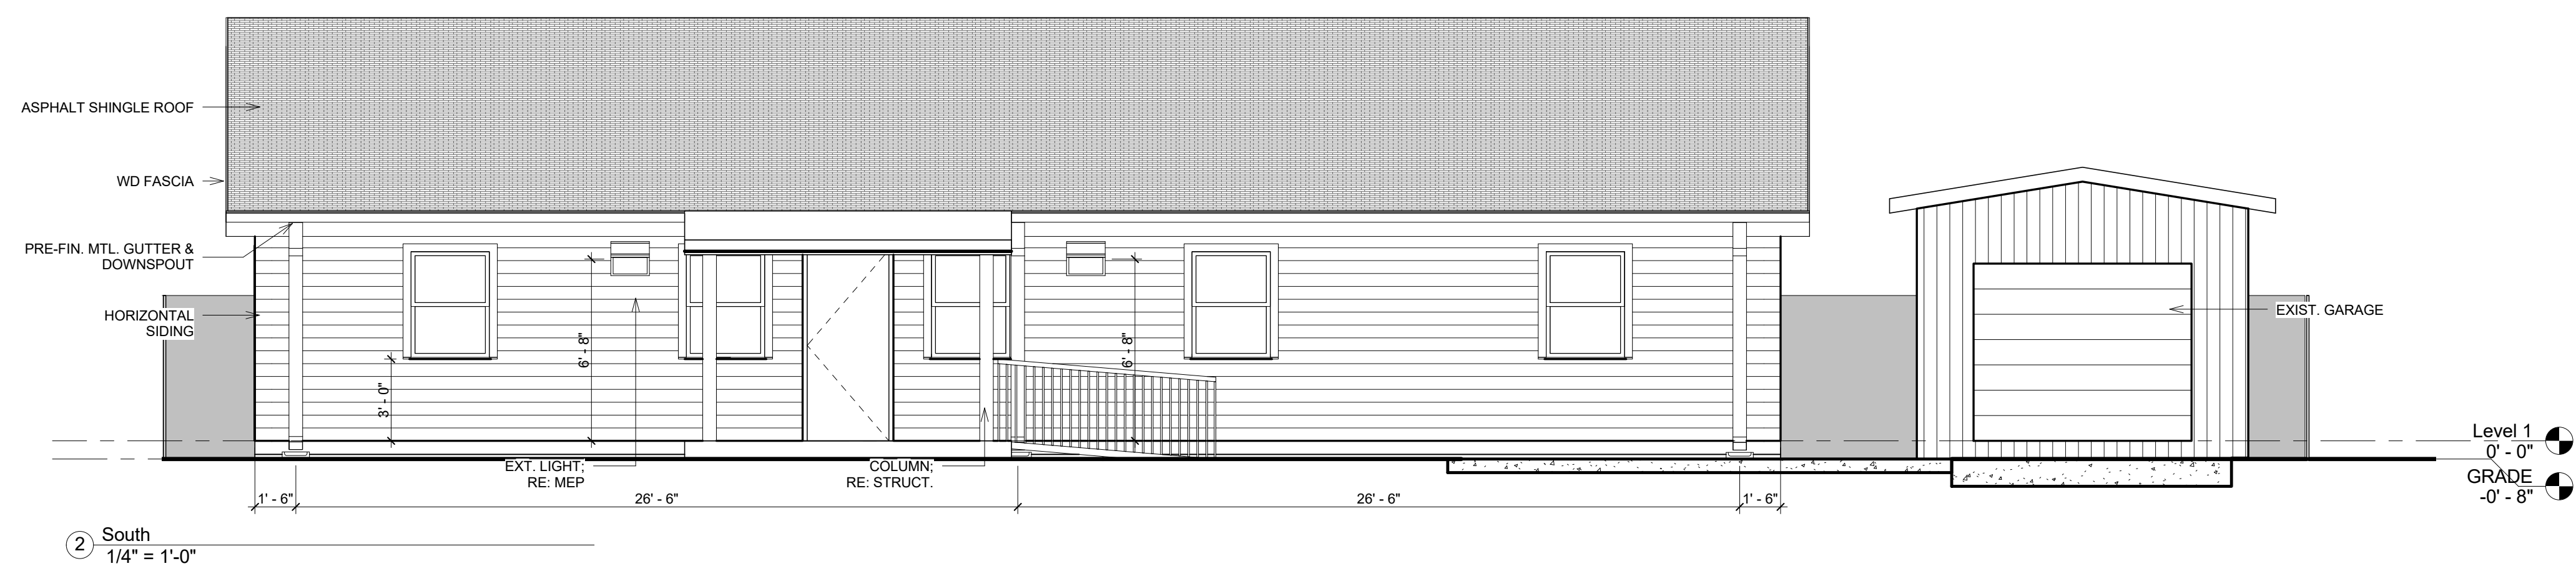 ASPHALT SHINGLE ROOF
WD FASCIA
PRE-FIN. MTL. GUTTER &
DOWNSPOUT
HORIZONTAL
SIDING
3' - 0"
6' - 8"
6' - 8"
EXIST. GARAGE
EXT. LIGHT;
RE: MEP
COLUMN;
RE: STRUCT.
Level 1
0' - 0"
GRADE
-0' - 8"
1' - 6"
26' - 6"
26' - 6"
1' - 6"
2
South
1/4" = 1'-0"